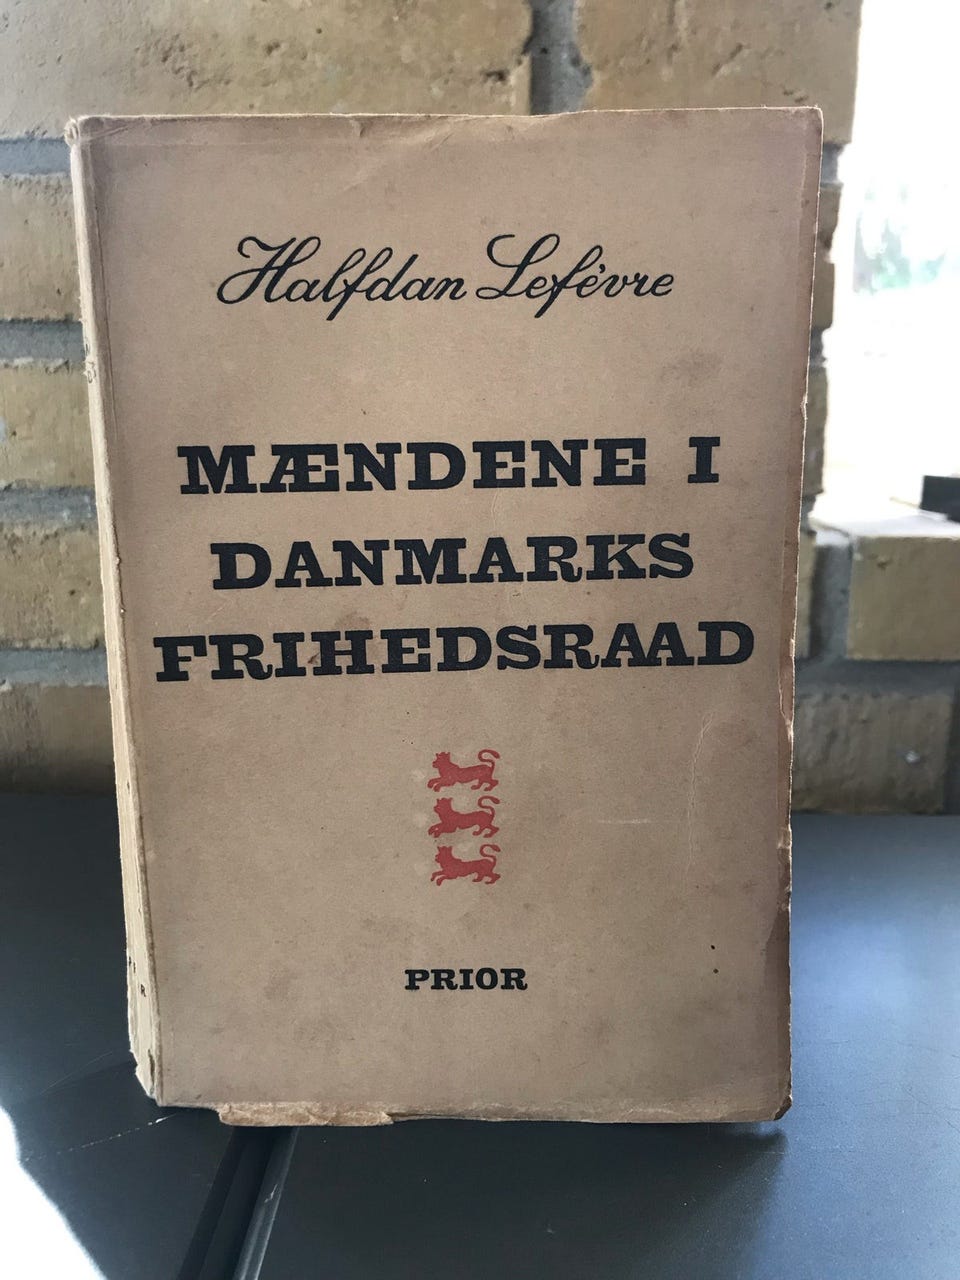 Halfdan Lefèvre
MÆNDENE I
DANMARKS
FRIHEDSRAAD
PRIOR